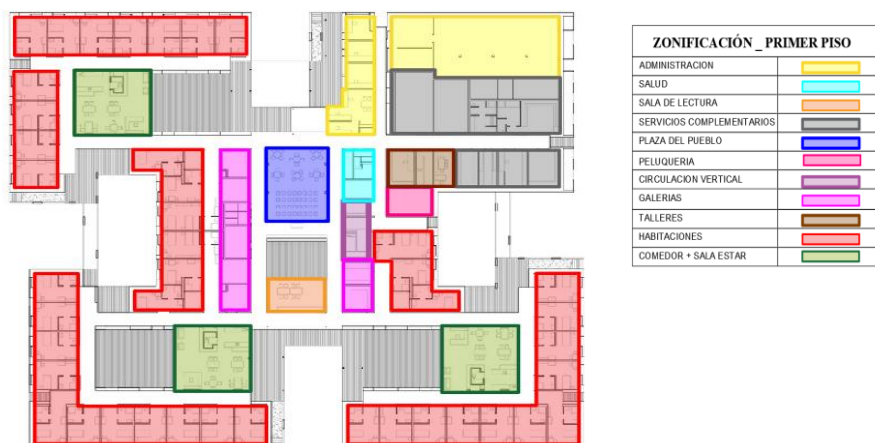 ZONIFICACIÓN _ PRIMER PISO
ADMINISTRACION
SALUD
SALA DE LECTURA
SERVICIOS COMPLEMENTARIOS
PLAZA DEL PUEBLO
PELUQUERIA
CIRCULACION VERTICAL
GALERIAS
TALLERES
HABITACIONES
COMEDOR + SALA ESTAR